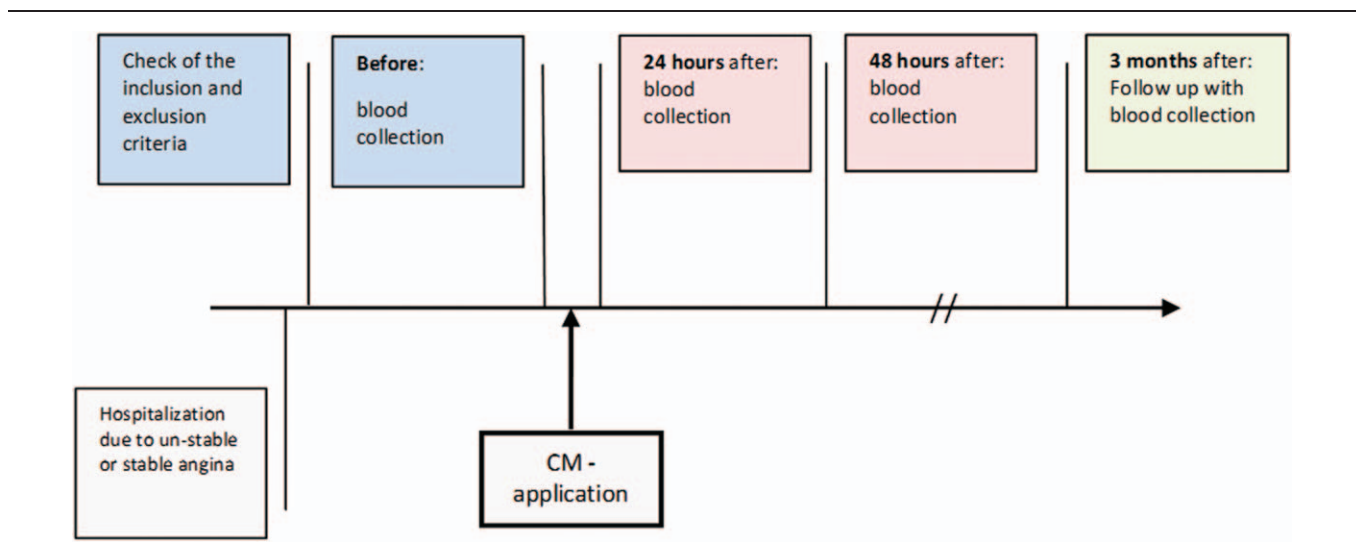 Check of the
inclusion and
exclusion
criteria
Before:
blood
collection
24 hours after:
blood
collection
48 hours after:
blood
collection
3 months after:
Follow up with
blood collection
Hospitalization
due to un-stable
or stable angina
CM -
application